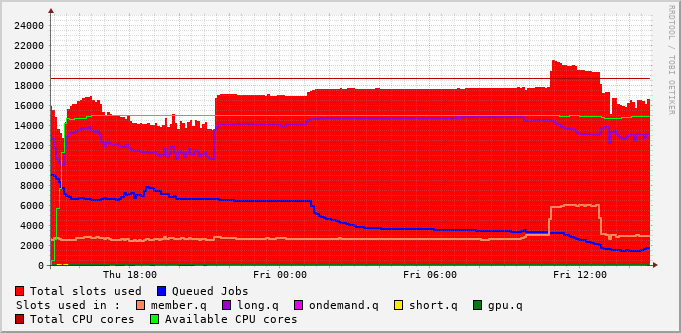 24000
22000
20000
18000
16000
14000
12000
10000
8000
6000
4000
2000
0
Thu 18:00 Fri 00:00 Fri 06:00 Fri 12:00
RRDTOOL / TOBI OETIKER
Total slots used Queued Jobs
Slots used in : member.q long.q ondemand.q short.q gpu.q
Total CPU cores Available CPU cores